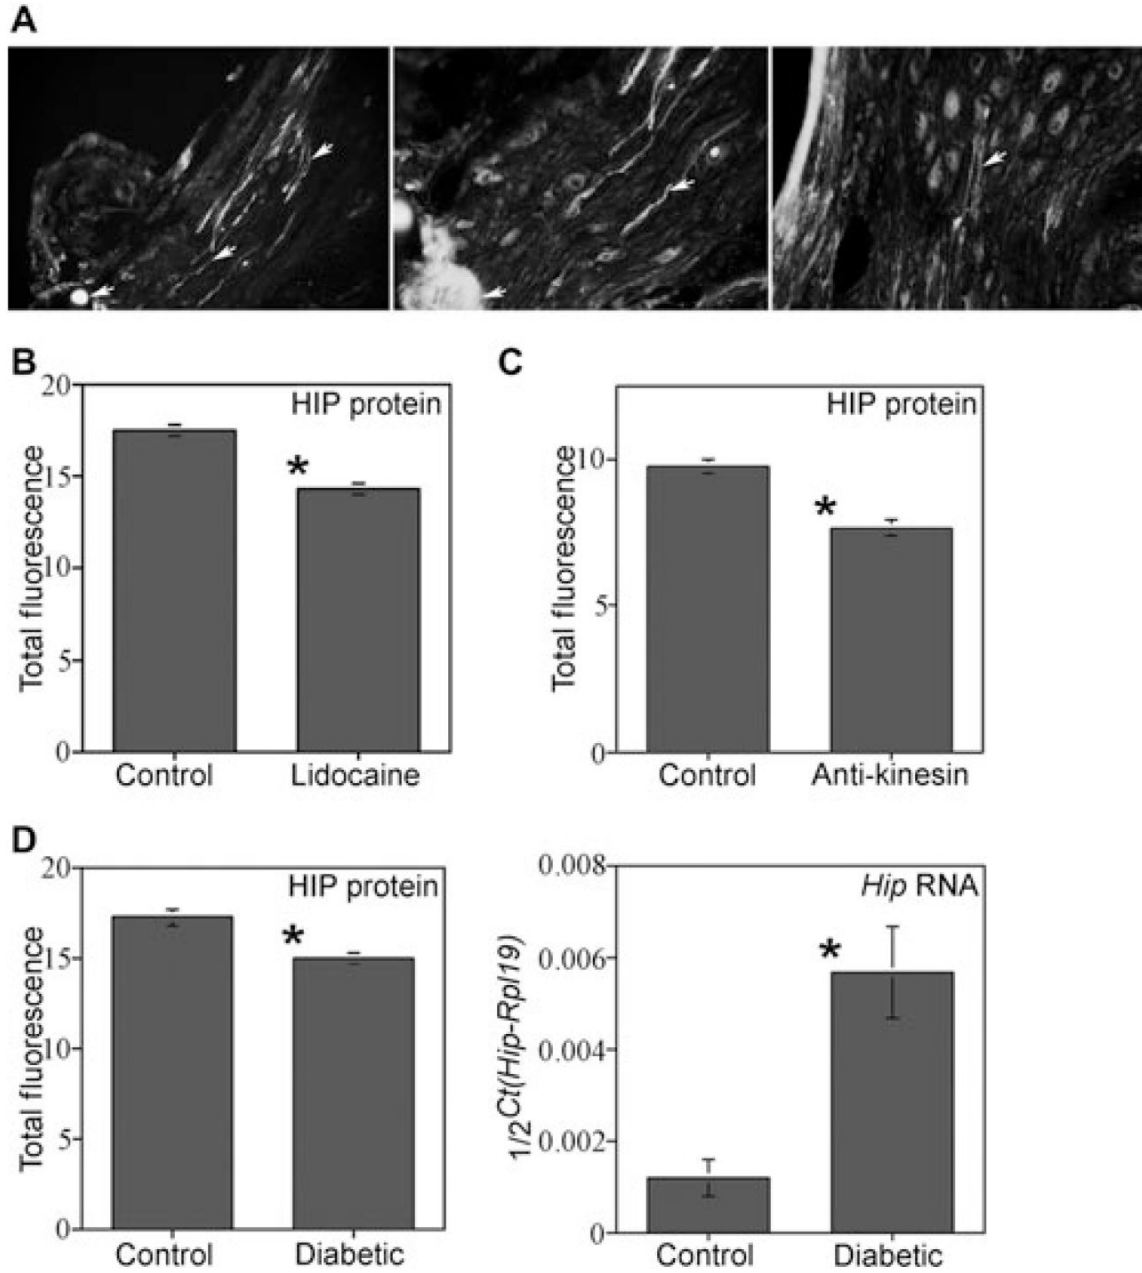 A
B
20
15
10
5
0
Total fluorescence
HIP protein
*
Control
Lidocaine
C
10
5
0
Total fluorescence
HIP protein
*
Control
Anti-kinesin
D
20
15
10
5
0
Total fluorescence
HIP protein
*
Control
Diabetic
0.008
0.006
0.004
0.002
0
1/2Ct(Hip-Rpl19)
Hip RNA
*
Control
Diabetic